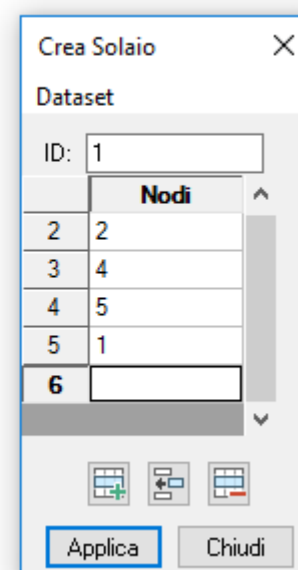 Crea Solaio
Dataset
ID: 1
Nodi
2 2
3 4
4 5
5 1
6
Applica Chiudi